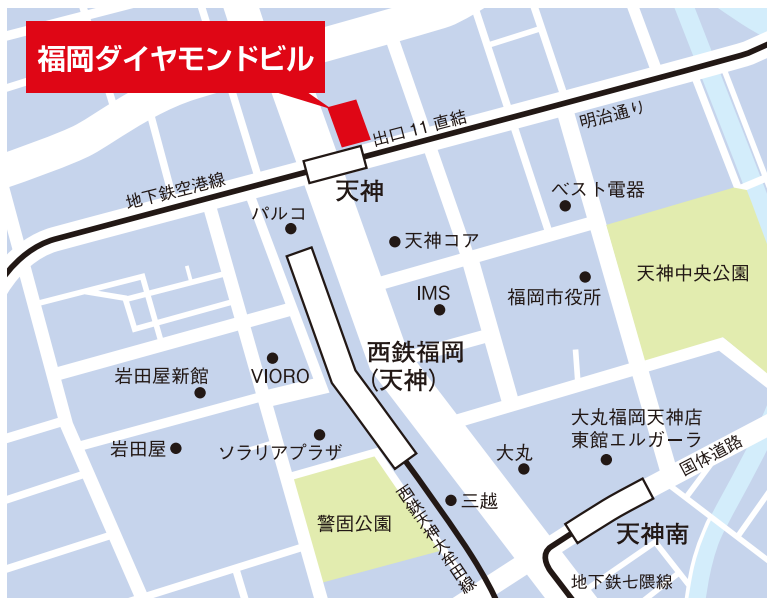 福岡ダイヤモンドビル
出口 11 直結
明治通り
地下鉄空港線
天神
ベスト電器
パルコ
天神コア
天神中央公園
IMS
福岡市役所
西鉄福岡
(天神)
岩田屋新館
VIORO
大丸福岡天神店
東館エルガーラ
岩田屋
ソラリアプラザ
大丸
国体道路
警固公園
三越
西鉄天神大牟田線
天神南
地下鉄七隈線